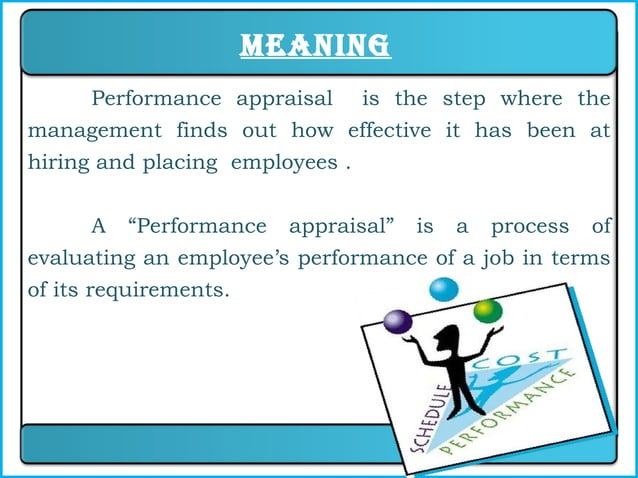 MEANING
Performance appraisal is the step where the
management finds out how effective it has been at
hiring and placing employees .
A “Performance appraisal” is a process of
evaluating an employee’s performance of a job in terms
of its requirements.
COST
SCHEDULE
PERFORMANCE